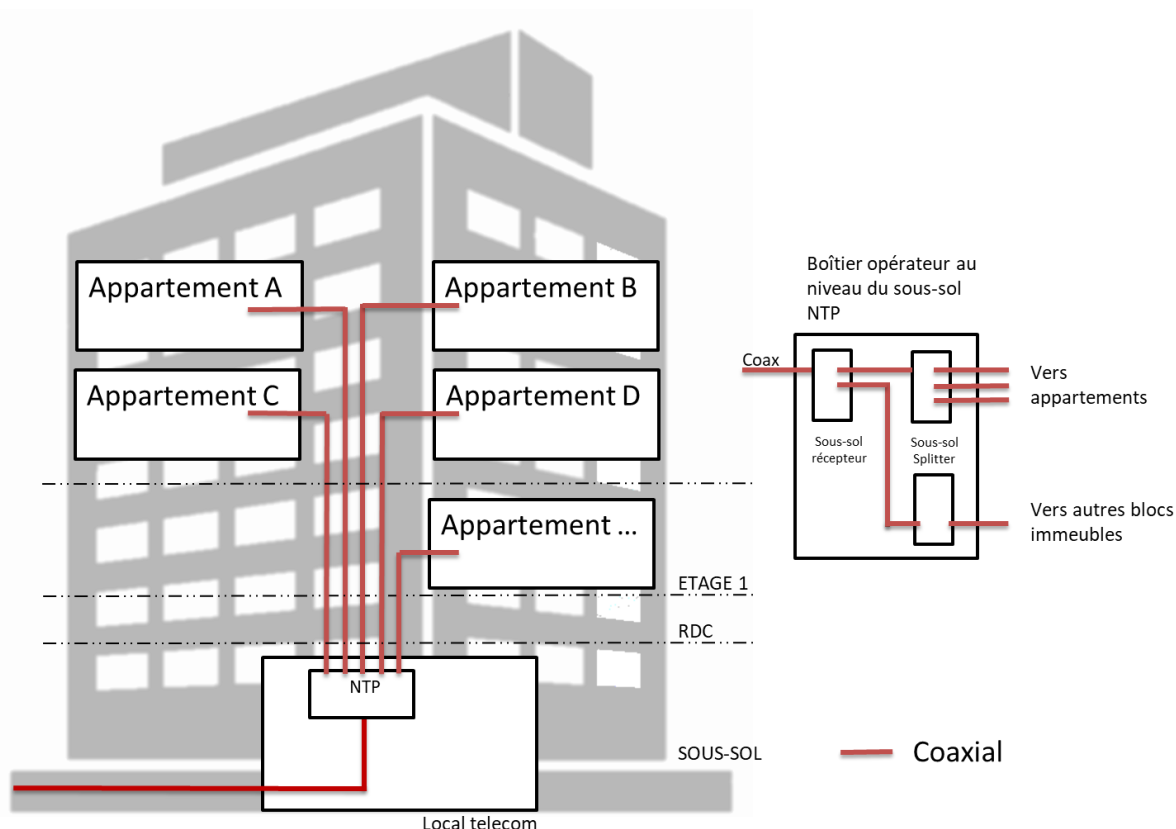 Appartement A
Appartement B
Appartement C
Appartement D
Appartement ...
ETAGE 1
RDC
NTP
SOUS-SOL
Local telecom
Boîtier opérateur au
niveau du sous-sol
NTP
Coax
Vers
appartements
Sous-sol
récepteur
Sous-sol
Splitter
Vers autres blocs
immeubles
Coaxial